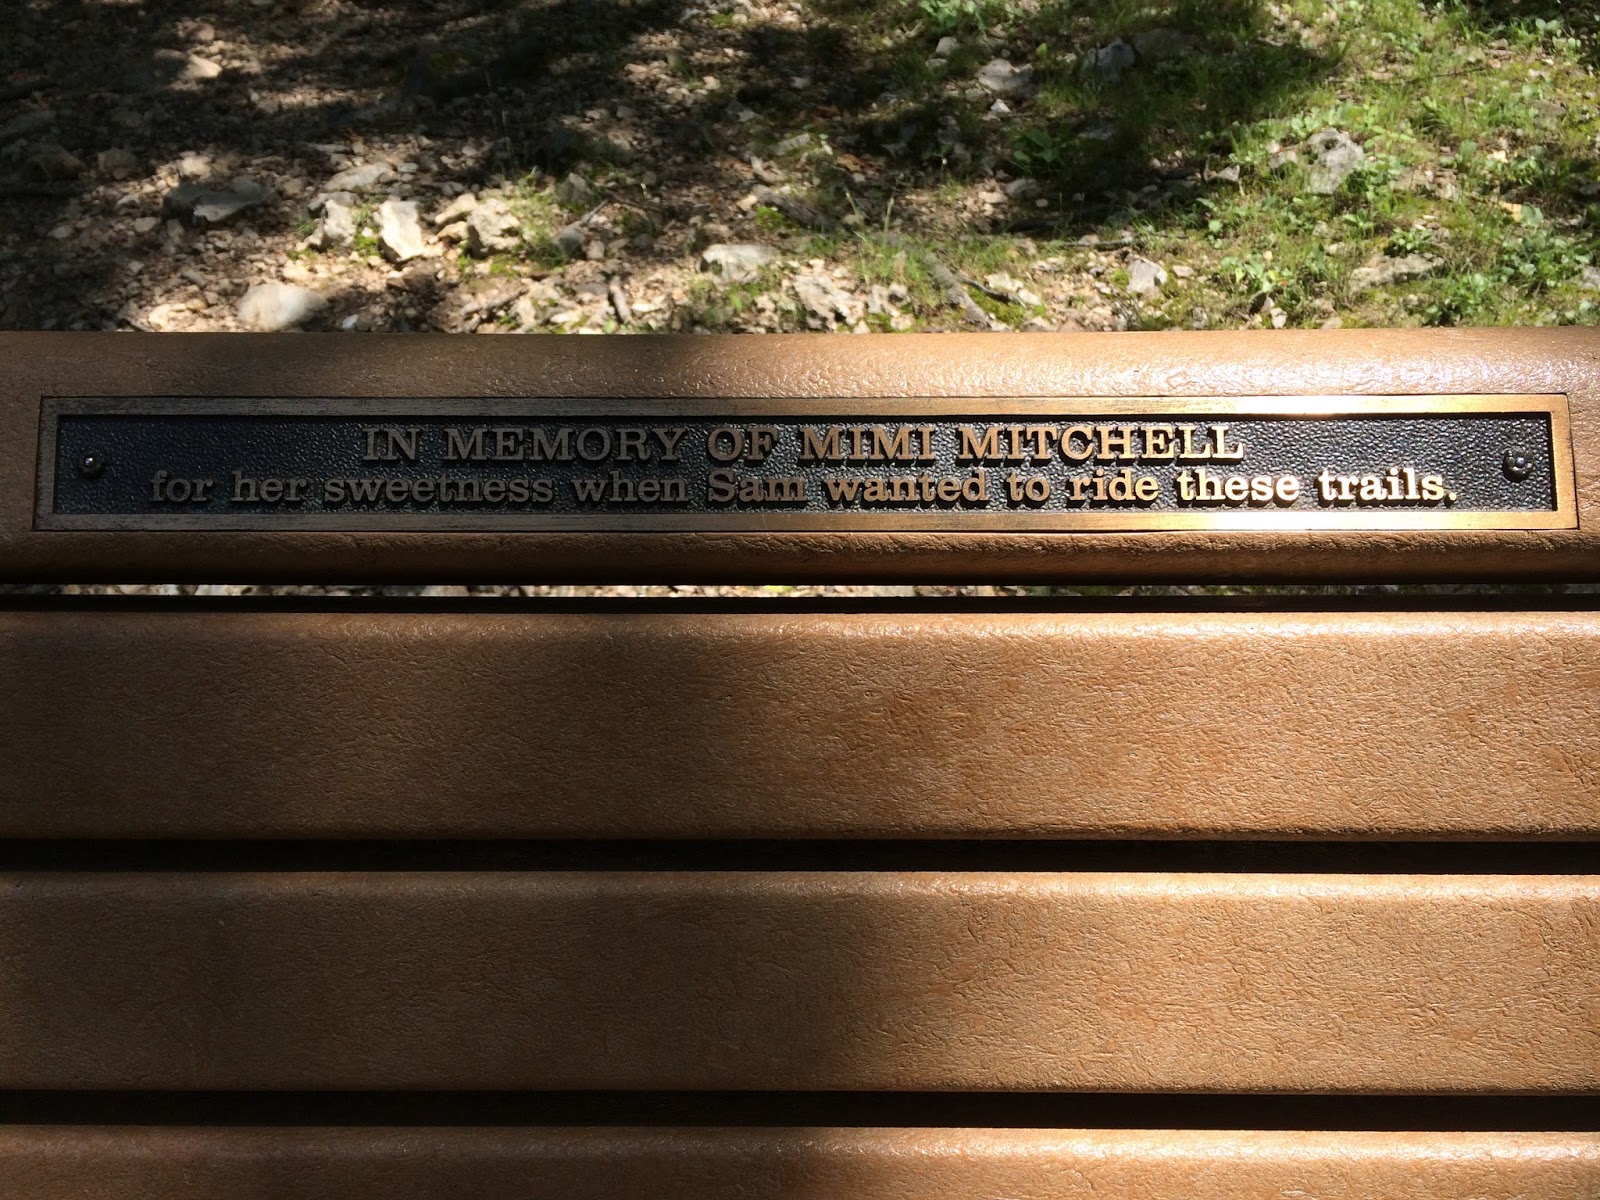 IN MEMORY OF MIMI MITCHELL
for her sweetness when Sam wanted to ride these trails.